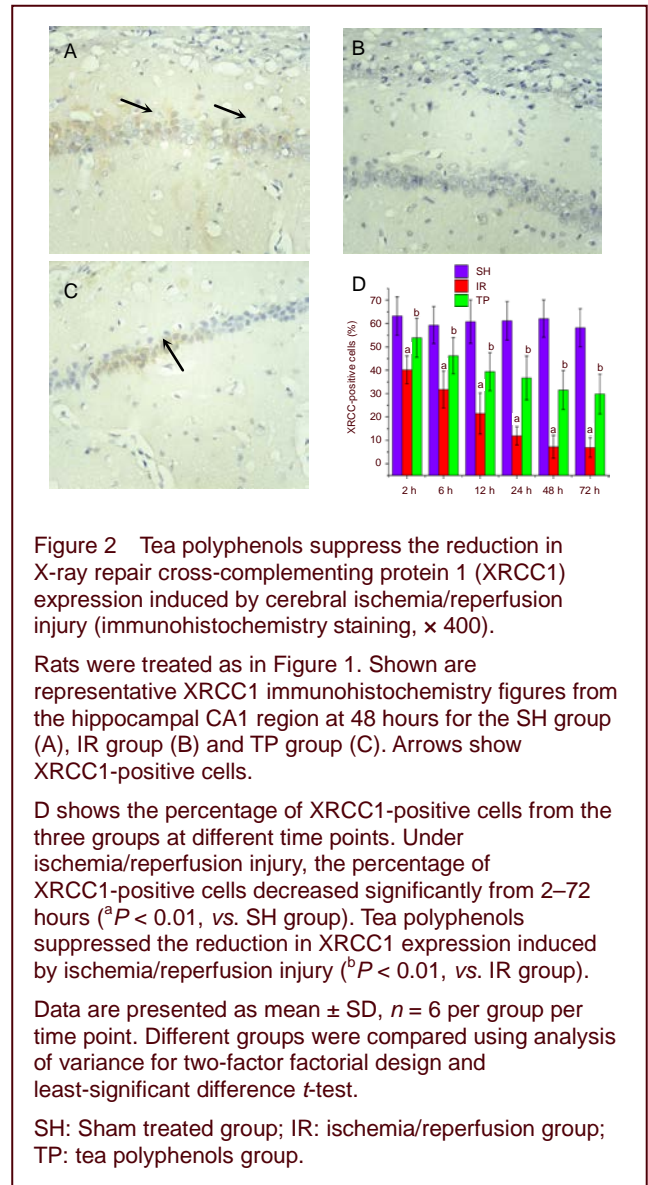 A
B
C
D
SH
IR
TP
XRCC-positive cells (%)
70
60
50
40
30
20
10
0
a b a b a b a b a b a b
2 h 6 h 12 h 24 h 48 h 72 h
Figure 2 Tea polyphenols suppress the reduction in
X-ray repair cross-complementing protein 1 (XRCC1)
expression induced by cerebral ischemia/reperfusion
injury (immunohistochemistry staining, × 400).
Rats were treated as in Figure 1. Shown are
representative XRCC1 immunohistochemistry figures from
the hippocampal CA1 region at 48 hours for the SH group
(A), IR group (B) and TP group (C). Arrows show
XRCC1-positive cells.
D shows the percentage of XRCC1-positive cells from the
three groups at different time points. Under
ischemia/reperfusion injury, the percentage of
XRCC1-positive cells decreased significantly from 2–72
hours (ᵃP < 0.01, vs. SH group). Tea polyphenols
suppressed the reduction in XRCC1 expression induced
by ischemia/reperfusion injury (ᵇP < 0.01, vs. IR group).
Data are presented as mean ± SD, n = 6 per group per
time point. Different groups were compared using analysis
of variance for two-factor factorial design and
least-significant difference t-test.
SH: Sham treated group; IR: ischemia/reperfusion group;
TP: tea polyphenols group.